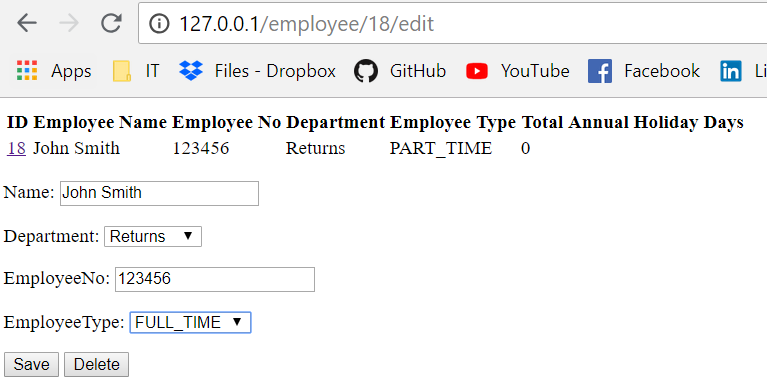 127.0.0.1/employee/18/edit
Apps IT Files - Dropbox GitHub YouTube Facebook in Li
ID Employee Name Employee No Department Employee Type Total Annual Holiday Days
18 John Smith 123456 Returns PART_TIME 0
Name: John Smith
Department: Returns
EmployeeNo: 123456
EmployeeType: FULL_TIME
Save Delete